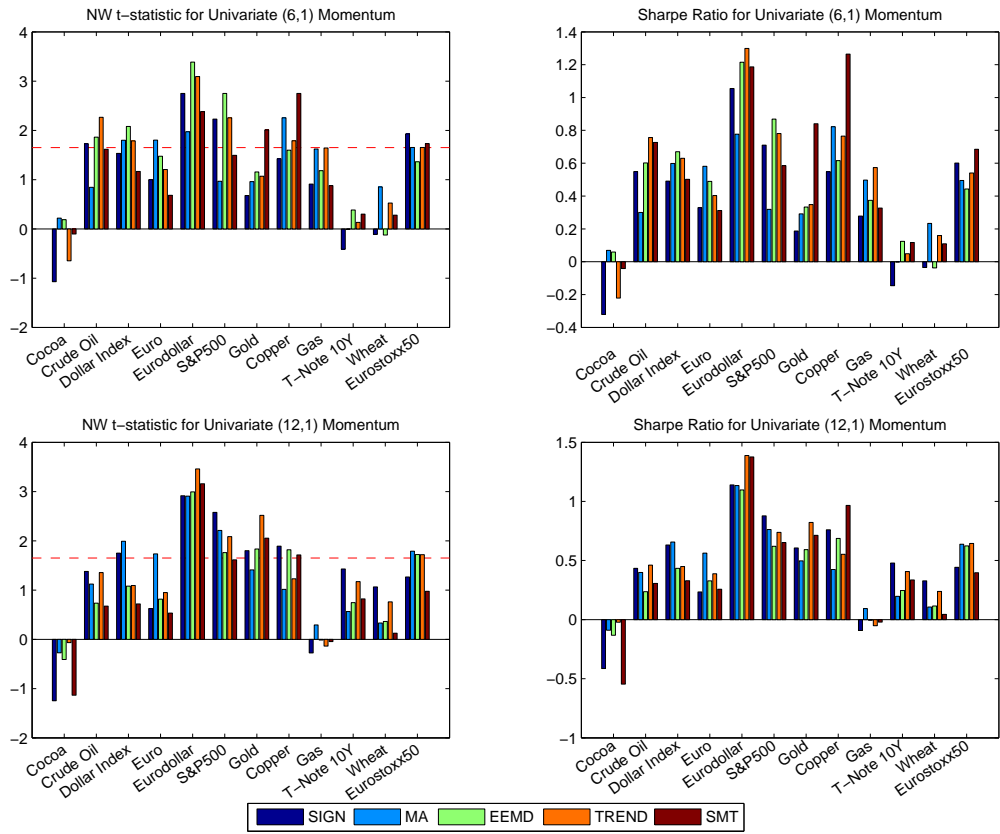 NW t−statistic for Univariate (6,1) Momentum
4
3
2
1
0
−1
−2
Cocoa
Crude Oil
Dollar Index
Euro
Eurodollar
S&P500
Gold
Copper
Gas
T−Note 10Y
Wheat
Eurostoxx50
Sharpe Ratio for Univariate (6,1) Momentum
1.4
1.2
1
0.8
0.6
0.4
0.2
0
−0.2
−0.4
Cocoa
Crude Oil
Dollar Index
Euro
Eurodollar
S&P500
Gold
Copper
Gas
T−Note 10Y
Wheat
Eurostoxx50
NW t−statistic for Univariate (12,1) Momentum
4
3
2
1
0
−1
−2
Cocoa
Crude Oil
Dollar Index
Euro
Eurodollar
S&P500
Gold
Copper
Gas
T−Note 10Y
Wheat
Eurostoxx50
Sharpe Ratio for Univariate (12,1) Momentum
1.5
1
0.5
0
−0.5
−1
Cocoa
Crude Oil
Dollar Index
Euro
Eurodollar
S&P500
Gold
Copper
Gas
T−Note 10Y
Wheat
Eurostoxx50
SIGN MA EEMD TREND SMT